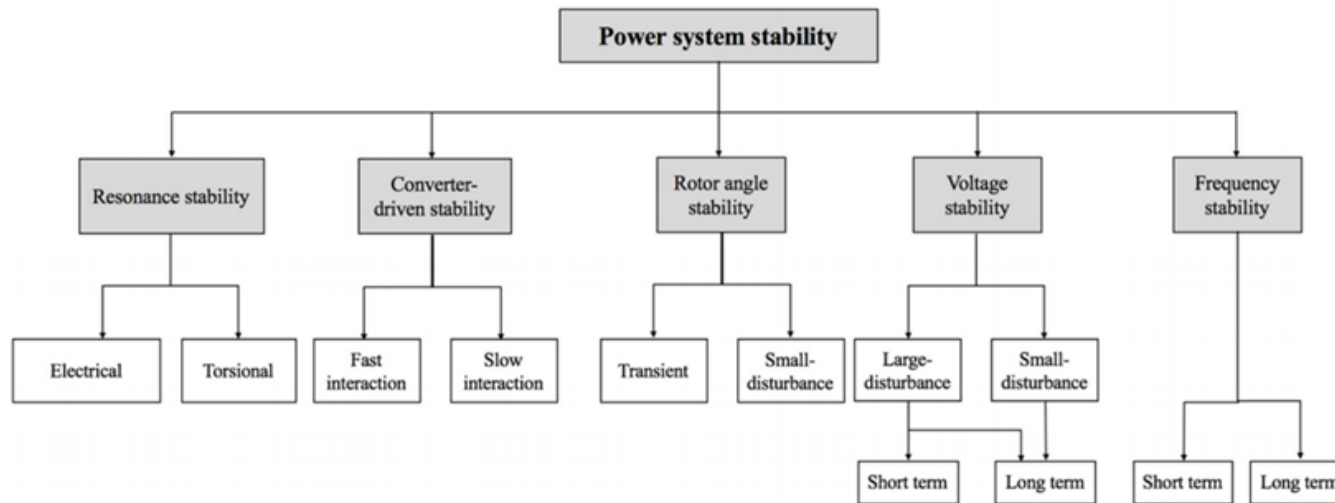 Power system stability
Resonance stability
Converter-
driven stability
Rotor angle
stability
Voltage
stability
Frequency
stability
Electrical
Torsional
Fast
interaction
Slow
interaction
Transient
Small-
disturbance
Large-
disturbance
Small-
disturbance
Short term
Long term
Short term
Long term